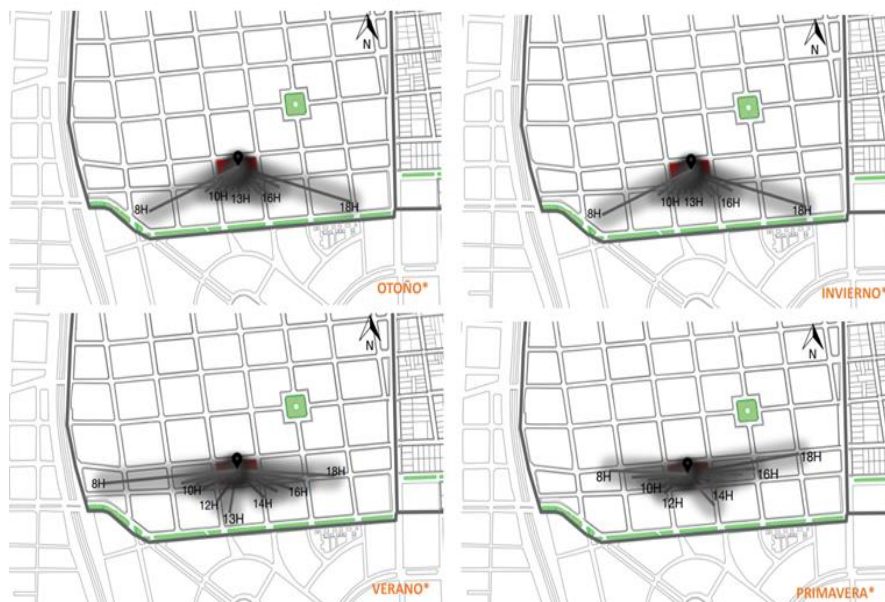 N
8H
10H
13H
16H
18H
OTOÑO*
N
8H
10H
13H
16H
18H
INVIERNO*
N
8H
10H
12H
13H
14H
16H
18H
VERANO*
N
8H
10H
12H
14H
16H
18H
PRIMAVERA*